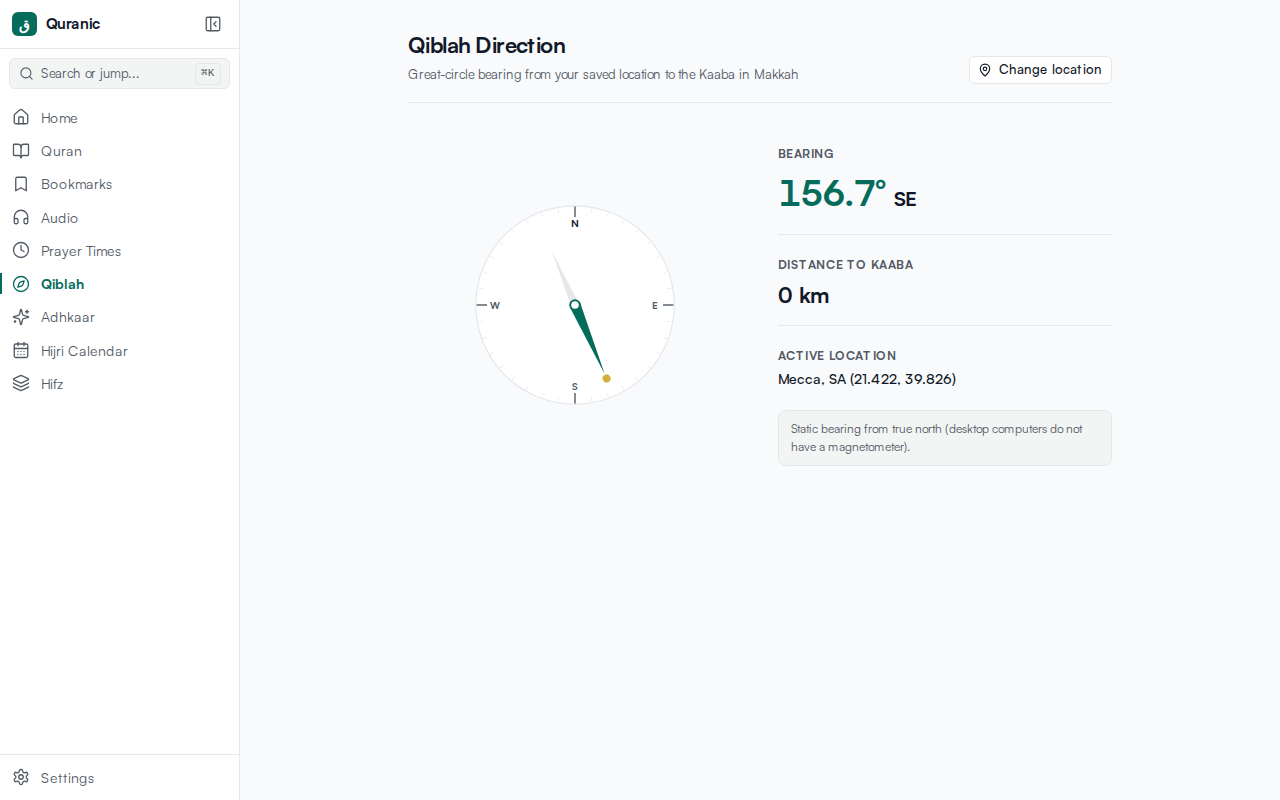 ق Quranic
Search or jump... ⌘K
Home
Quran
Bookmarks
Audio
Prayer Times
Qiblah
Adhkaar
Hijri Calendar
Hifz
Settings
Qiblah Direction
Great-circle bearing from your saved location to the Kaaba in Makkah
Change location
N
W E
S
BEARING
156.7° SE
DISTANCE TO KAABA
0 km
ACTIVE LOCATION
Mecca, SA (21.422, 39.826)
Static bearing from true north (desktop computers do not
have a magnetometer).